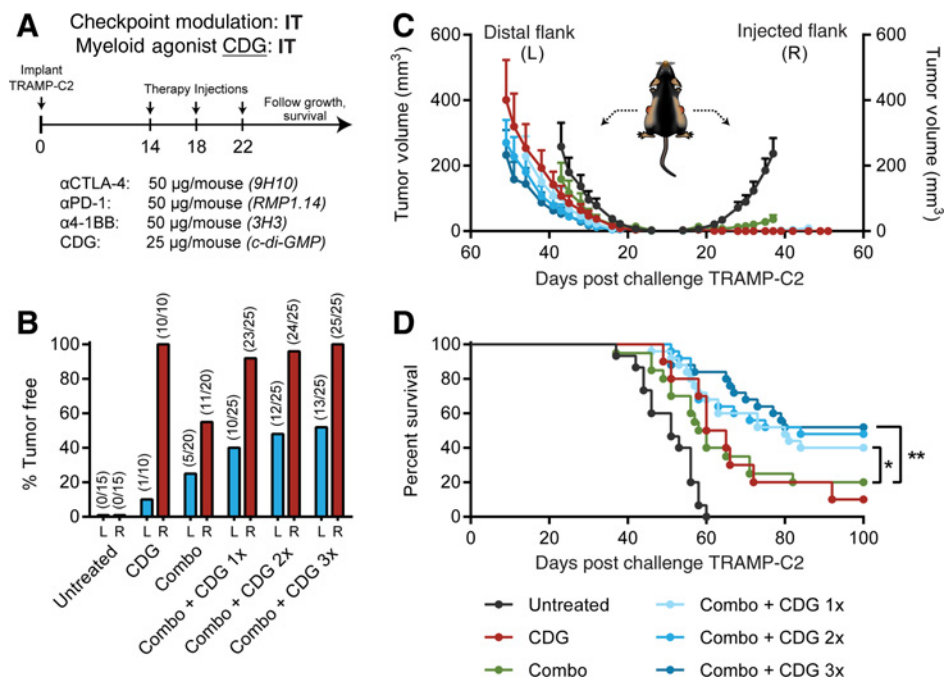 A
Checkpoint modulation: IT
Myeloid agonist CDG: IT
Implant
TRAMP-C2
Therapy Injections
Follow growth,
survival
0 14 18 22
αCTLA-4: 50 µg/mouse (9H10)
αPD-1: 50 µg/mouse (RMP1.14)
α4-1BB: 50 µg/mouse (3H3)
CDG: 25 µg/mouse (c-di-GMP)
B
% Tumor free
100
80
60
40
20
0
(0/15) (0/15) (1/10) (10/10) (5/20) (11/20) (10/25) (23/25) (12/25) (24/25) (13/25) (25/25)
L R L R L R L R L R L R
Untreated
CDG
Combo
Combo + CDG 1x
Combo + CDG 2x
Combo + CDG 3x
C
Distal flank
(L)
Injected flank
(R)
Tumor volume (mm³)
600
400
200
0
600
400
200
0
Tumor volume (mm³)
60 40 20 20 40 60
Days post challenge TRAMP-C2
D
Percent survival
100
80
60
40
20
0
* **
0 20 40 60 80 100
Days post challenge TRAMP-C2
Untreated
CDG
Combo
Combo + CDG 1x
Combo + CDG 2x
Combo + CDG 3x